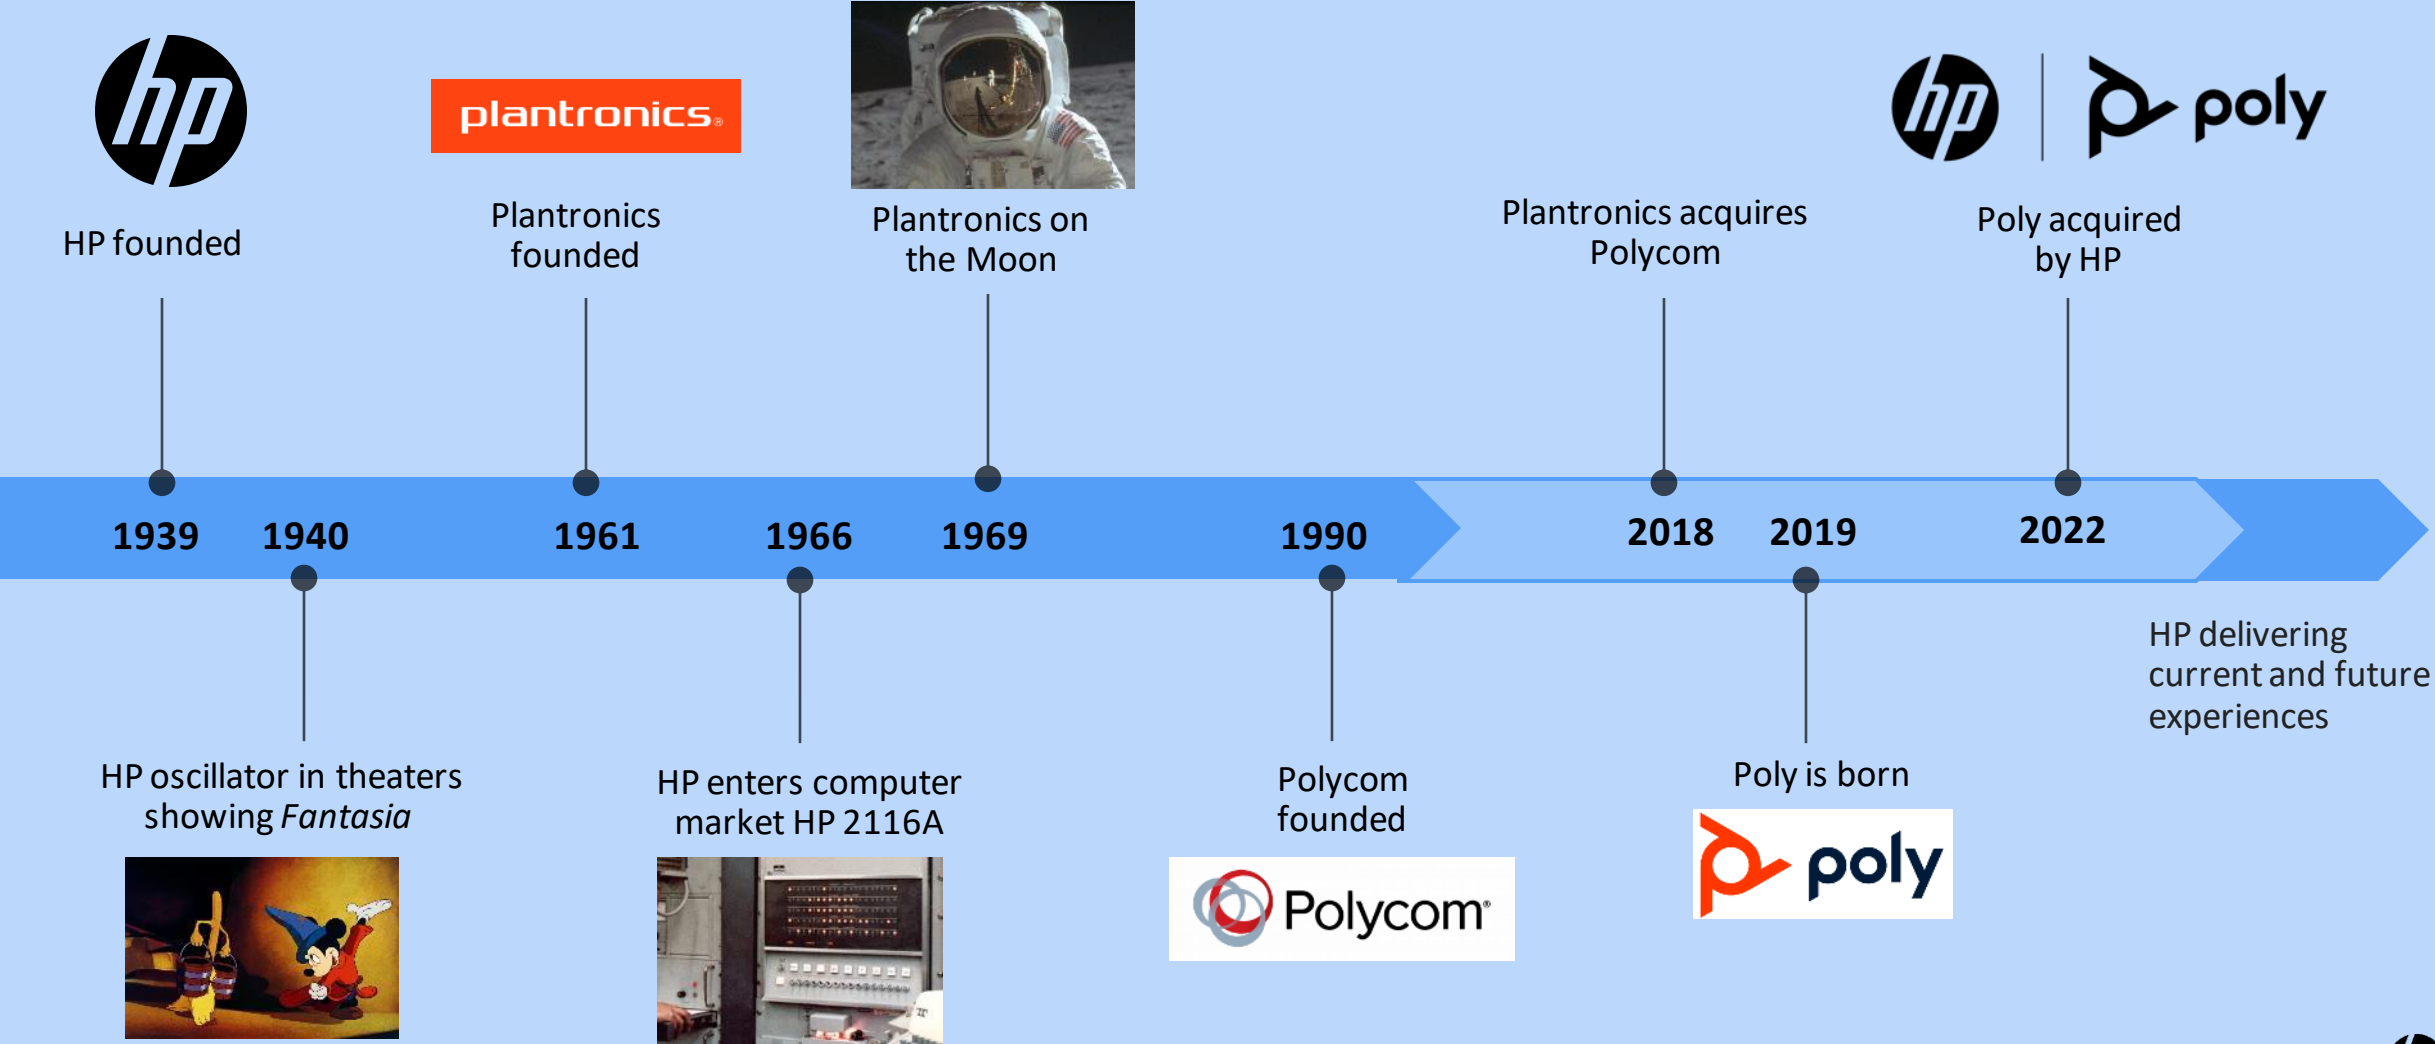 hp
plantronics®
hp
poly
HP founded
Plantronics
founded
Plantronics on
the Moon
Plantronics acquires
Polycom
Poly acquired
by HP
1939
1940
1961
1966
1969
1990
2018
2019
2022
HP delivering
current and future
experiences
HP oscillator in theaters
showing Fantasia
HP enters computer
market HP 2116A
Polycom
founded
Poly is born
Polycom®
poly